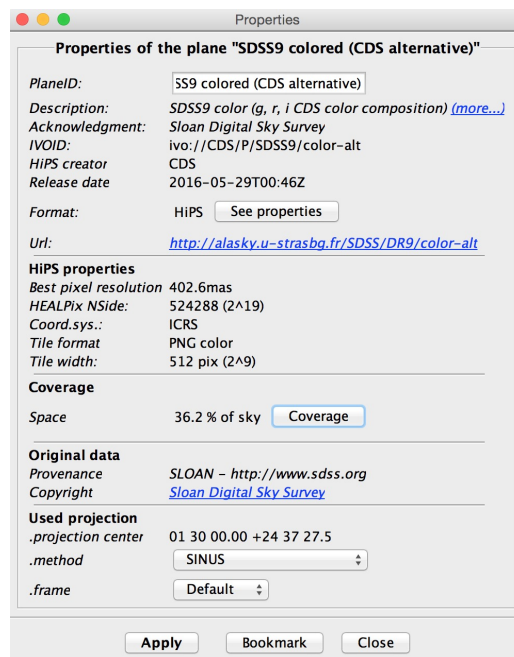 Properties
Properties of the plane "SDSS9 colored (CDS alternative)"
PlaneID: SS9 colored (CDS alternative)
Description: SDSS9 color (g, r, i CDS color composition) (more...)
Acknowledgment: Sloan Digital Sky Survey
IVOID: ivo://CDS/P/SDSS9/color-alt
HiPS creator CDS
Release date 2016-05-29T00:46Z
Format: HiPS See properties
Url: http://alasky.u-strasbg.fr/SDSS/DR9/color-alt
HiPS properties
Best pixel resolution 402.6mas
HEALPix NSide: 524288 (2^19)
Coord.sys.: ICRS
Tile format PNG color
Tile width: 512 pix (2^9)
Coverage
Space 36.2 % of sky Coverage
Original data
Provenance SLOAN - http://www.sdss.org
Copyright Sloan Digital Sky Survey
Used projection
.projection center 01 30 00.00 +24 37 27.5
.method SINUS
.frame Default
Apply Bookmark Close